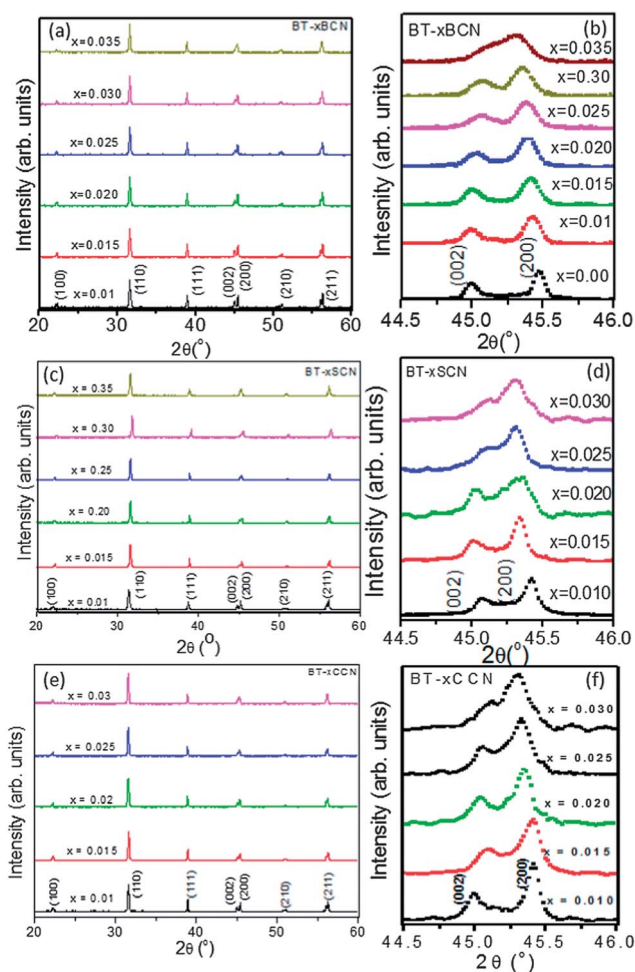 (a)
BT-xBCN
x=0.035
x=0.030
x=0.025
x=0.020
x=0.015
x=0.01
(100)
(110)
(111)
(002)
(200)
(210)
(211)
20 30 40 50 60
2θ(°)
Intensity (arb. units)
(b)
BT-xBCN
x=0.035
x=0.30
x=0.025
x=0.020
x=0.015
x=0.01
x=0.00
(002)
(200)
44.5 45.0 45.5 46.0
2θ(°)
Intesnity (arb. units)
(c)
BT-xSCN
x = 0.35
x = 0.30
x = 0.25
x = 0.20
x = 0.015
x = 0.01
(100)
(110)
(111)
(002)
(200)
(210)
(211)
20 30 40 50 60
2θ(°)
Intensity (arb. units)
(d)
BT-xSCN
x=0.030
x=0.025
x=0.020
x=0.015
x=0.010
(002)
(200)
44.5 45.0 45.5 46.0
2θ(°)
Intensity (arb. units)
(e)
BT-xCCN
x = 0.03
x = 0.025
x = 0.02
x = 0.015
x = 0.01
(100)
(110)
(111)
(002)
(200)
(210)
(211)
20 30 40 50 60
2θ(°)
Intensity (arb. units)
(f)
BT-xCCN
x = 0.030
x = 0.025
x = 0.020
x = 0.015
x = 0.010
(002)
(200)
44.5 45.0 45.5 46.0
2θ(°)
Intensity (arb. units)